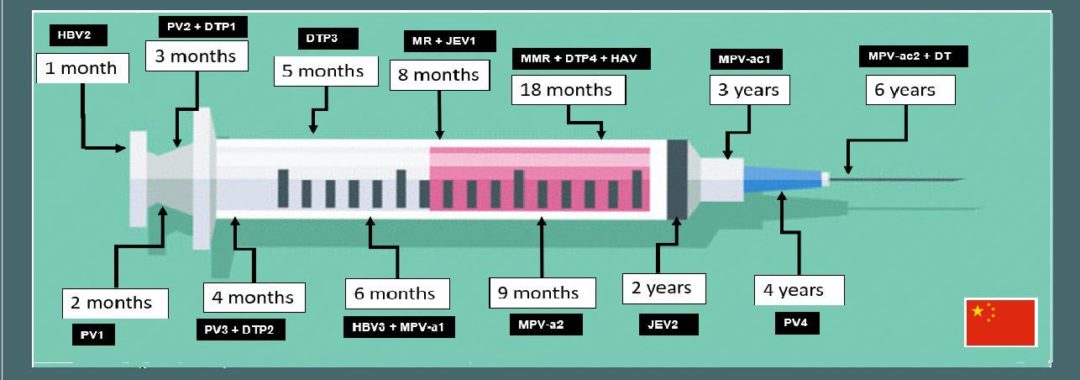 HBV2
1 month
PV2 + DTP1
3 months
DTP3
5 months
MR + JEV1
8 months
MMR + DTP4 + HAV
18 months
MPV-ac1
3 years
MPV-ac2 + DT
6 years
2 months
PV1
4 months
PV3 + DTP2
6 months
HBV3 + MPV-a1
9 months
MPV-a2
2 years
JEV2
4 years
PV4